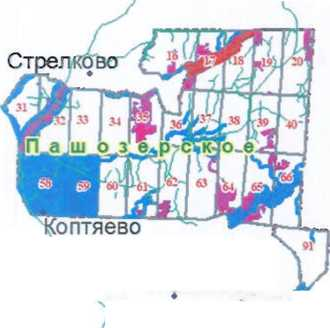 16 17 18 19 20
Стрелково
31 32 33 34 35 36 37 38 39 40
Пашозерское
58 59 60 61 62 63 64 65 66
Коптяево
91